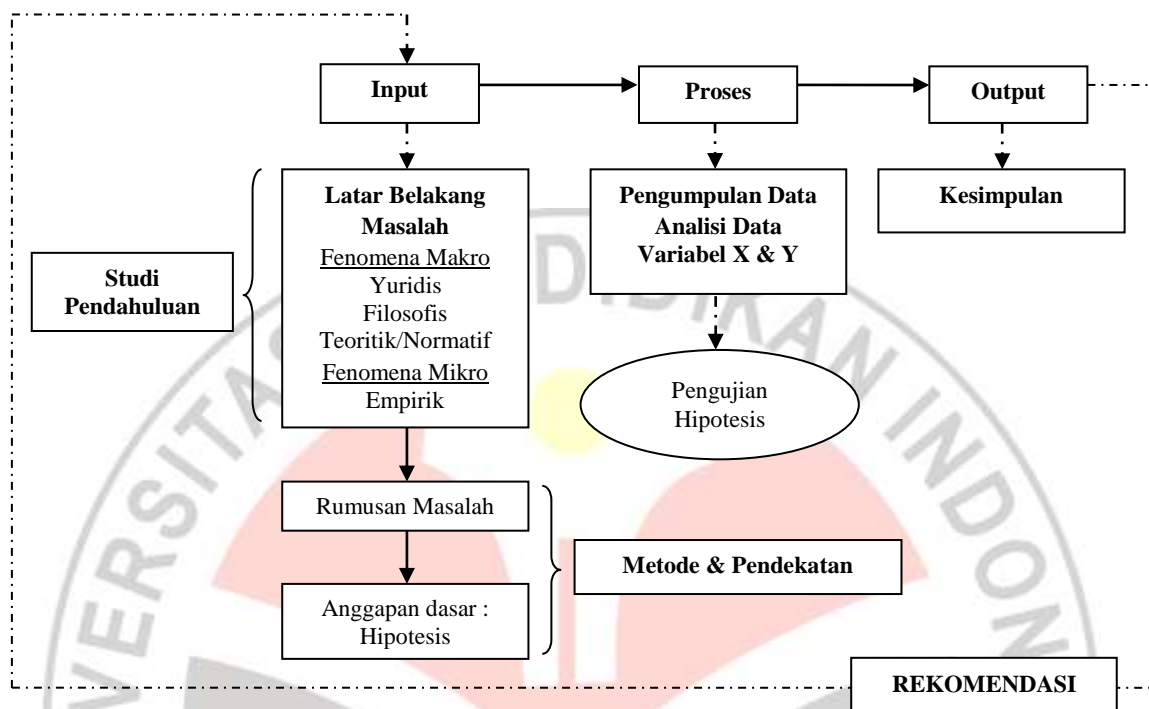 Input
Proses
Output
Latar Belakang
Masalah
Fenomena Makro
Yuridis
Filosofis
Teoritik/Normatif
Fenomena Mikro
Empirik
Pengumpulan Data
Analisi Data
Variabel X & Y
Kesimpulan
Studi
Pendahuluan
Pengujian
Hipotesis
Rumusan Masalah
Metode & Pendekatan
Anggapan dasar :
Hipotesis
REKOMENDASI